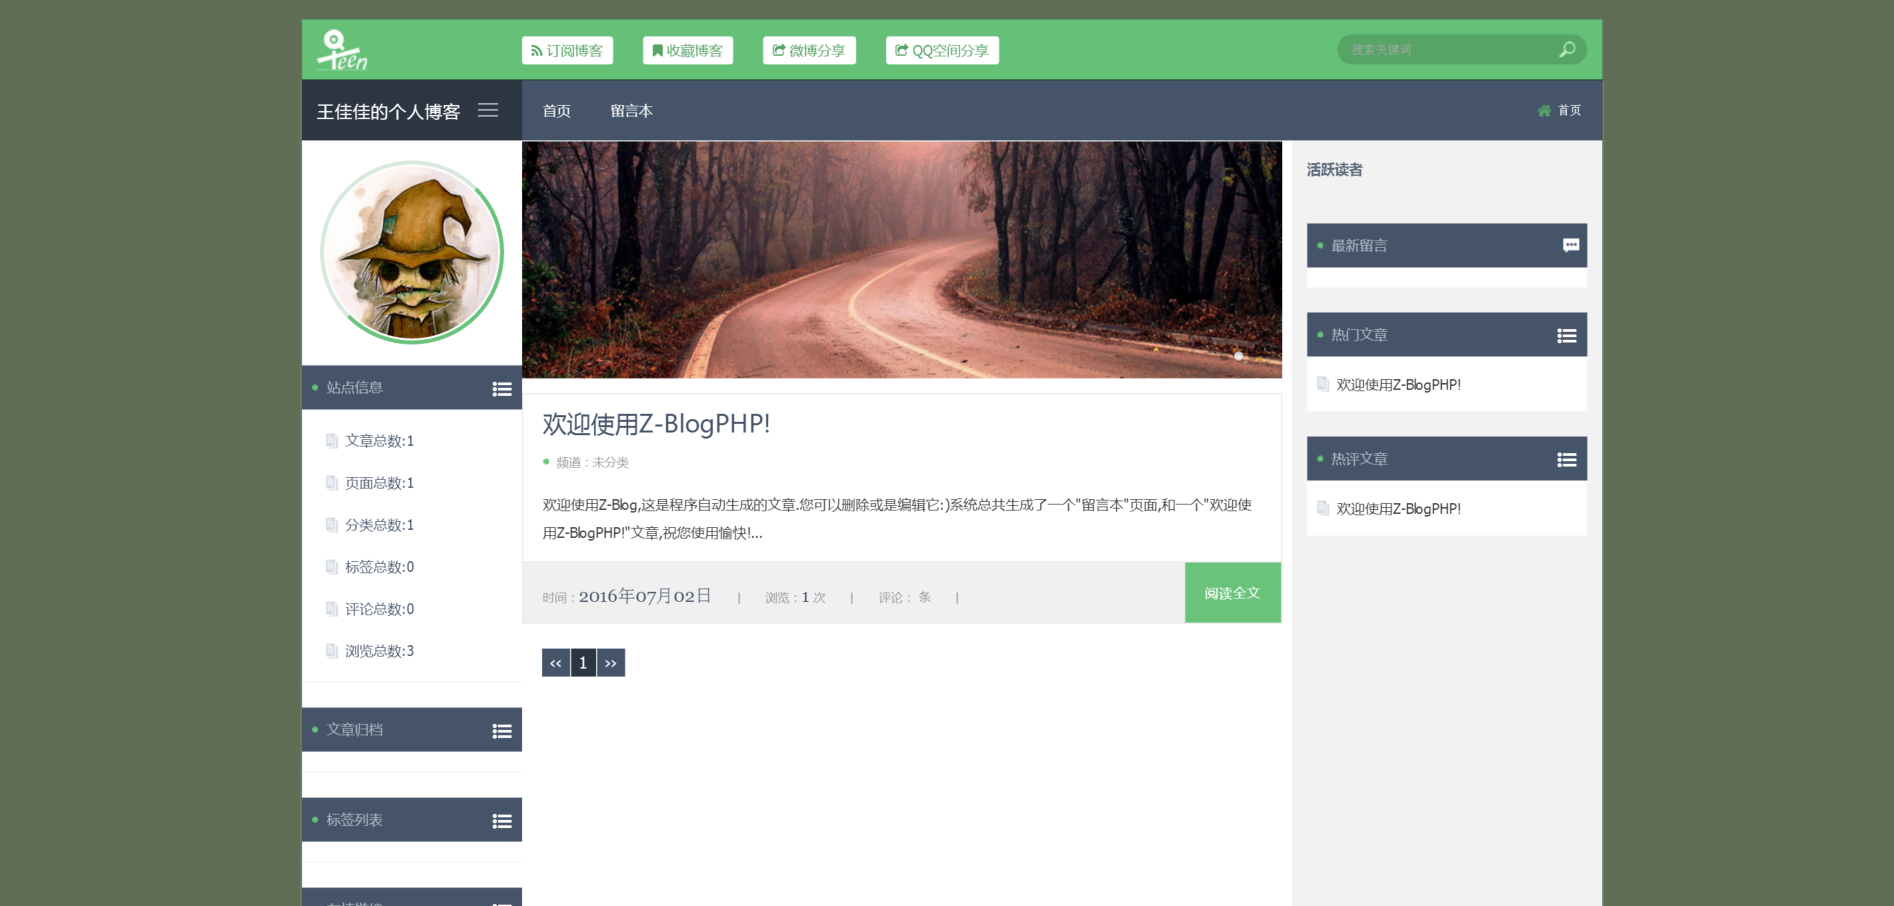 Teen
订阅博客
收藏博客
微博分享
QQ空间分享
搜索关键词
王佳佳的个人博客
首页
留言本
首页
站点信息
文章总数:1
页面总数:1
分类总数:1
标签总数:0
评论总数:0
浏览总数:3
文章归档
标签列表
欢迎使用Z-BlogPHP!
频道：未分类
欢迎使用Z-Blog,这是程序自动生成的文章.您可以删除或是编辑它:)系统总共生成了一个"留言本"页面,和一个"欢迎使
用Z-BlogPHP!"文章,祝您使用愉快!...
时间：2016年07月02日 | 浏览：1 次 | 评论： 条 |
阅读全文
<< 1 >>
活跃读者
最新留言
热门文章
欢迎使用Z-BlogPHP!
热评文章
欢迎使用Z-BlogPHP!